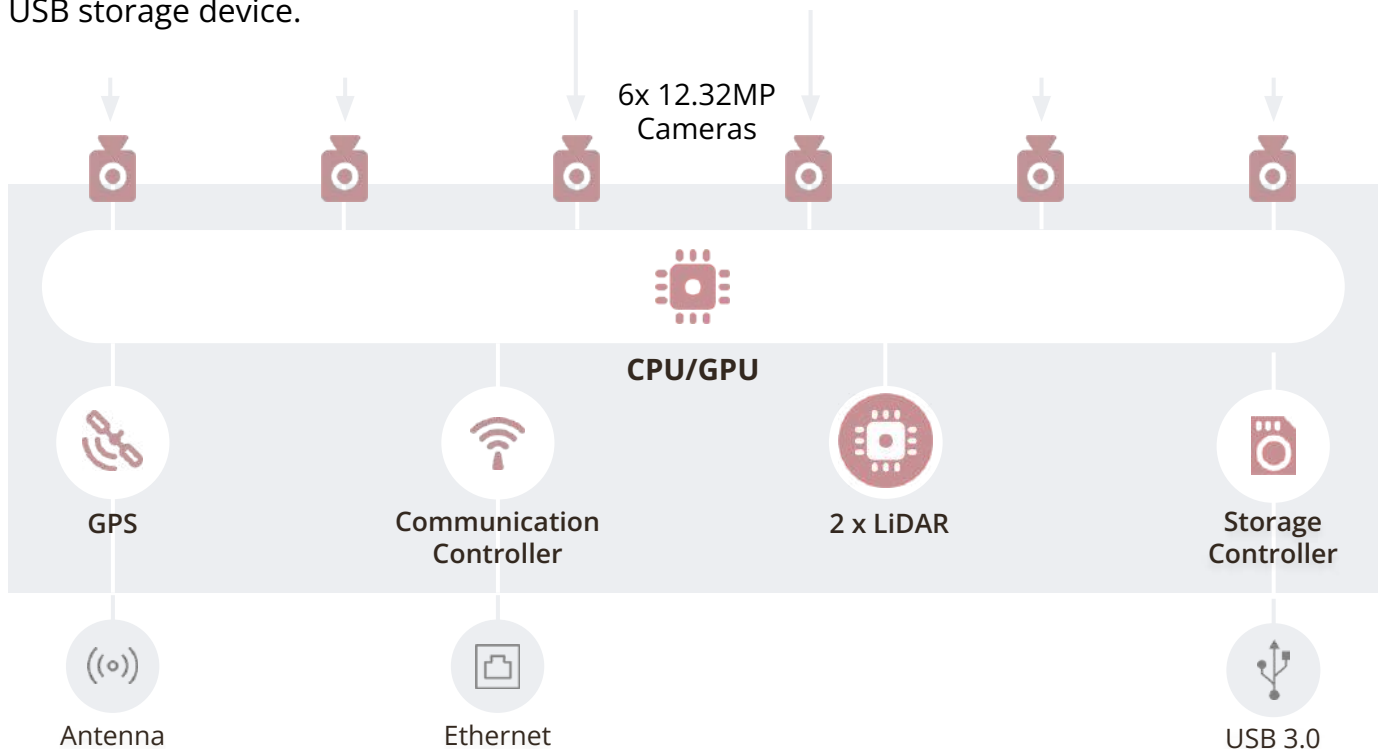 USB storage device.
6x 12.32MP
Cameras
CPU/GPU
GPS
Communication
Controller
2 x LiDAR
Storage
Controller
Antenna
Ethernet
USB 3.0